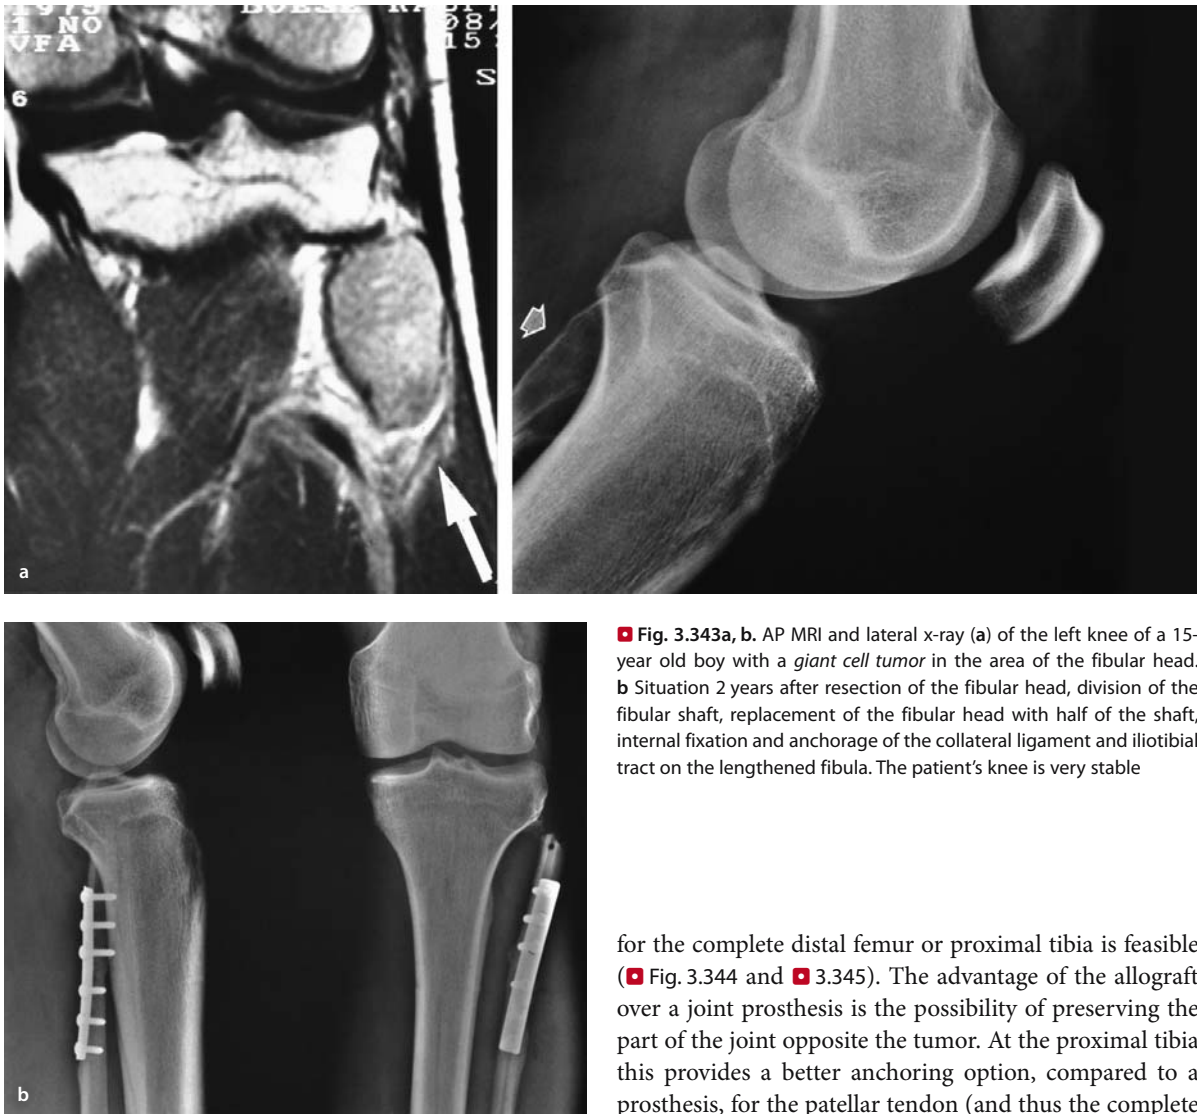 1 NO
VFA
15
S
6
a
Fig. 3.343a, b. AP MRI and lateral x-ray (a) of the left knee of a 15-
year old boy with a giant cell tumor in the area of the fibular head.
b Situation 2 years after resection of the fibular head, division of the
fibular shaft, replacement of the fibular head with half of the shaft,
internal fixation and anchorage of the collateral ligament and iliotibial
tract on the lengthened fibula. The patient's knee is very stable
b
for the complete distal femur or proximal tibia is feasible
(Fig. 3.344 and 3.345). The advantage of the allograft
over a joint prosthesis is the possibility of preserving the
part of the joint opposite the tumor. At the proximal tibia
this provides a better anchoring option, compared to a
prosthesis, for the patellar tendon (and thus the complete